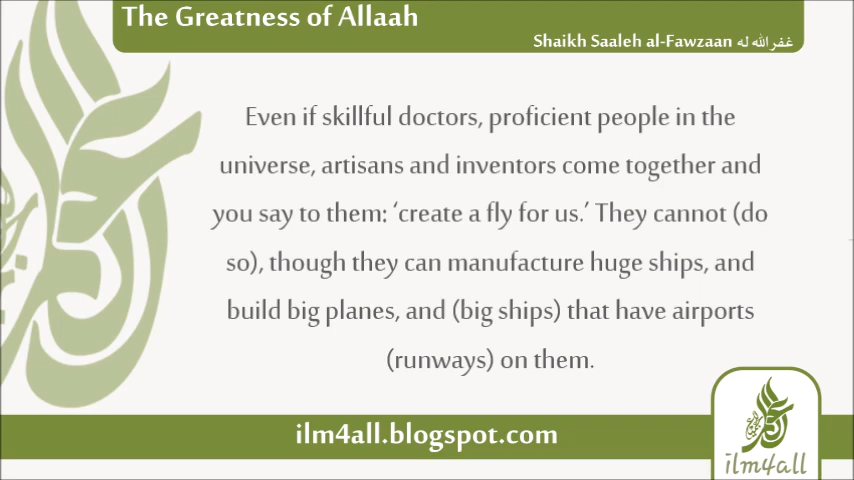 The Greatness of Allaah
Shaikh Saaleh al-Fawzaan غفر الله له
Even if skillful doctors, proficient people in the
universe, artisans and inventors come together and
you say to them: ‘create a fly for us.’ They cannot (do
so), though they can manufacture huge ships, and
build big planes, and (big ships) that have airports
(runways) on them.
ilm4all.blogspot.com
ilm4all